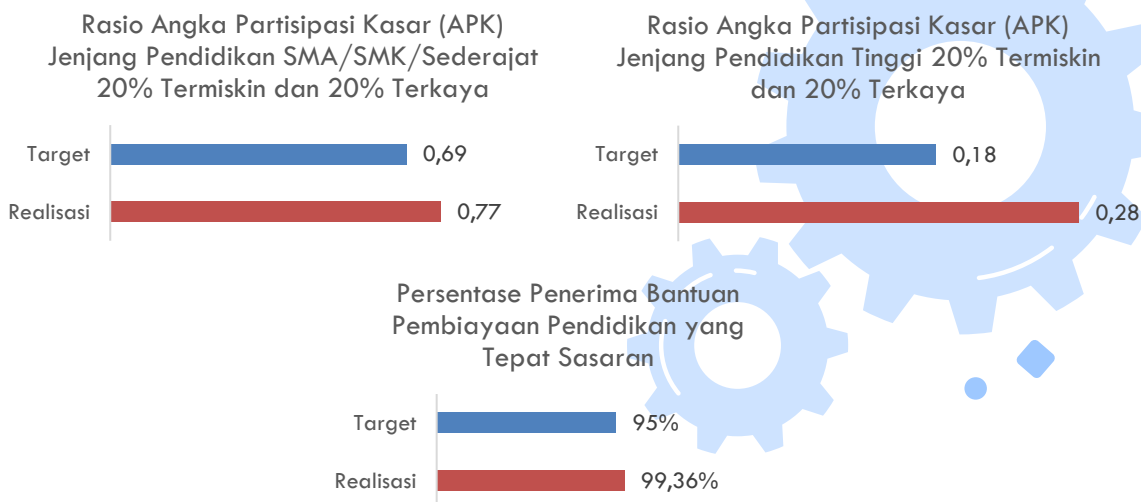 Rasio Angka Partisipasi Kasar (APK)
Jenjang Pendidikan SMA/SMK/Sederajat
20% Termiskin dan 20% Terkaya
Target
0,69
Realisasi
0,77
Rasio Angka Partisipasi Kasar (APK)
Jenjang Pendidikan Tinggi 20% Termiskin
dan 20% Terkaya
Target
0,18
Realisasi
0,28
Persentase Penerima Bantuan
Pembiayaan Pendidikan yang
Tepat Sasaran
Target
95%
Realisasi
99,36%